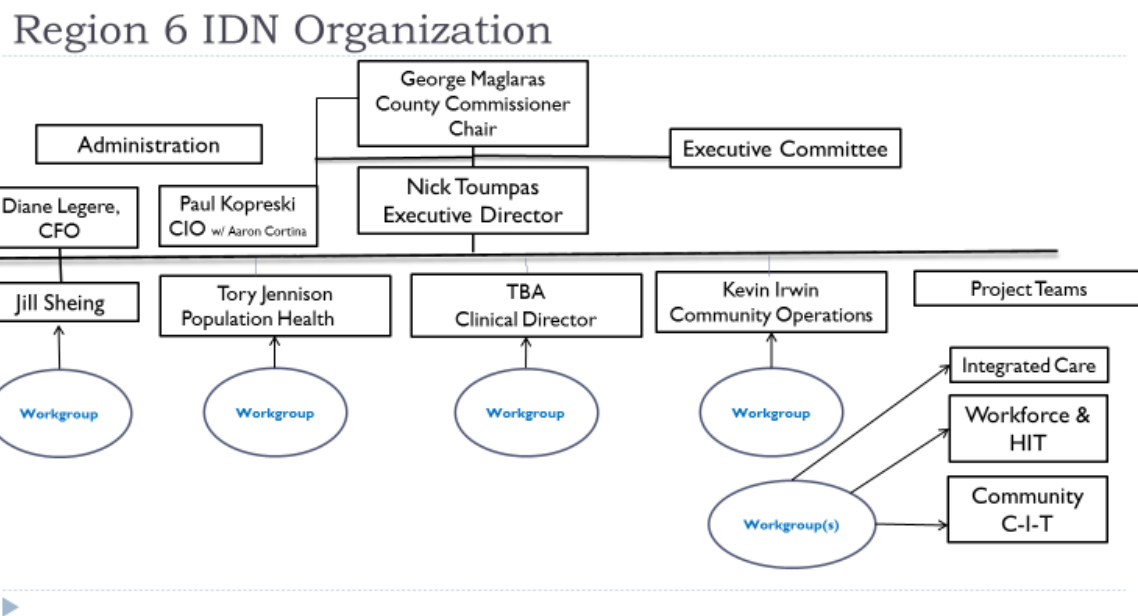 Region 6 IDN Organization
George Maglaras
County Commissioner
Chair
Administration
Executive Committee
Diane Legere,
CFO
Paul Kopreski
CIO w/ Aaron Cortina
Nick Toumpas
Executive Director
Jill Sheing
Tory Jennison
Population Health
TBA
Clinical Director
Kevin Irwin
Community Operations
Project Teams
Integrated Care
Workgroup
Workgroup
Workgroup
Workgroup
Workforce &
HIT
Workgroup(s)
Community
C-I-T